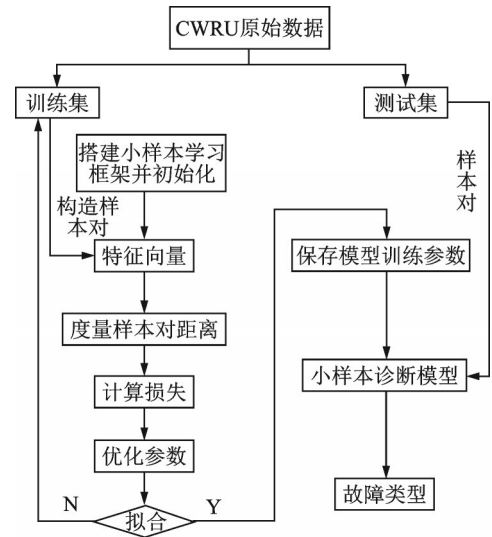 CWRU原始数据
训练集
测试集
搭建小样本学习
框架并初始化
构造样
本对
样
本
对
特征向量
保存模型训练参数
度量样本对距离
小样本诊断模型
计算损失
优化参数
故障类型
N
拟合
Y